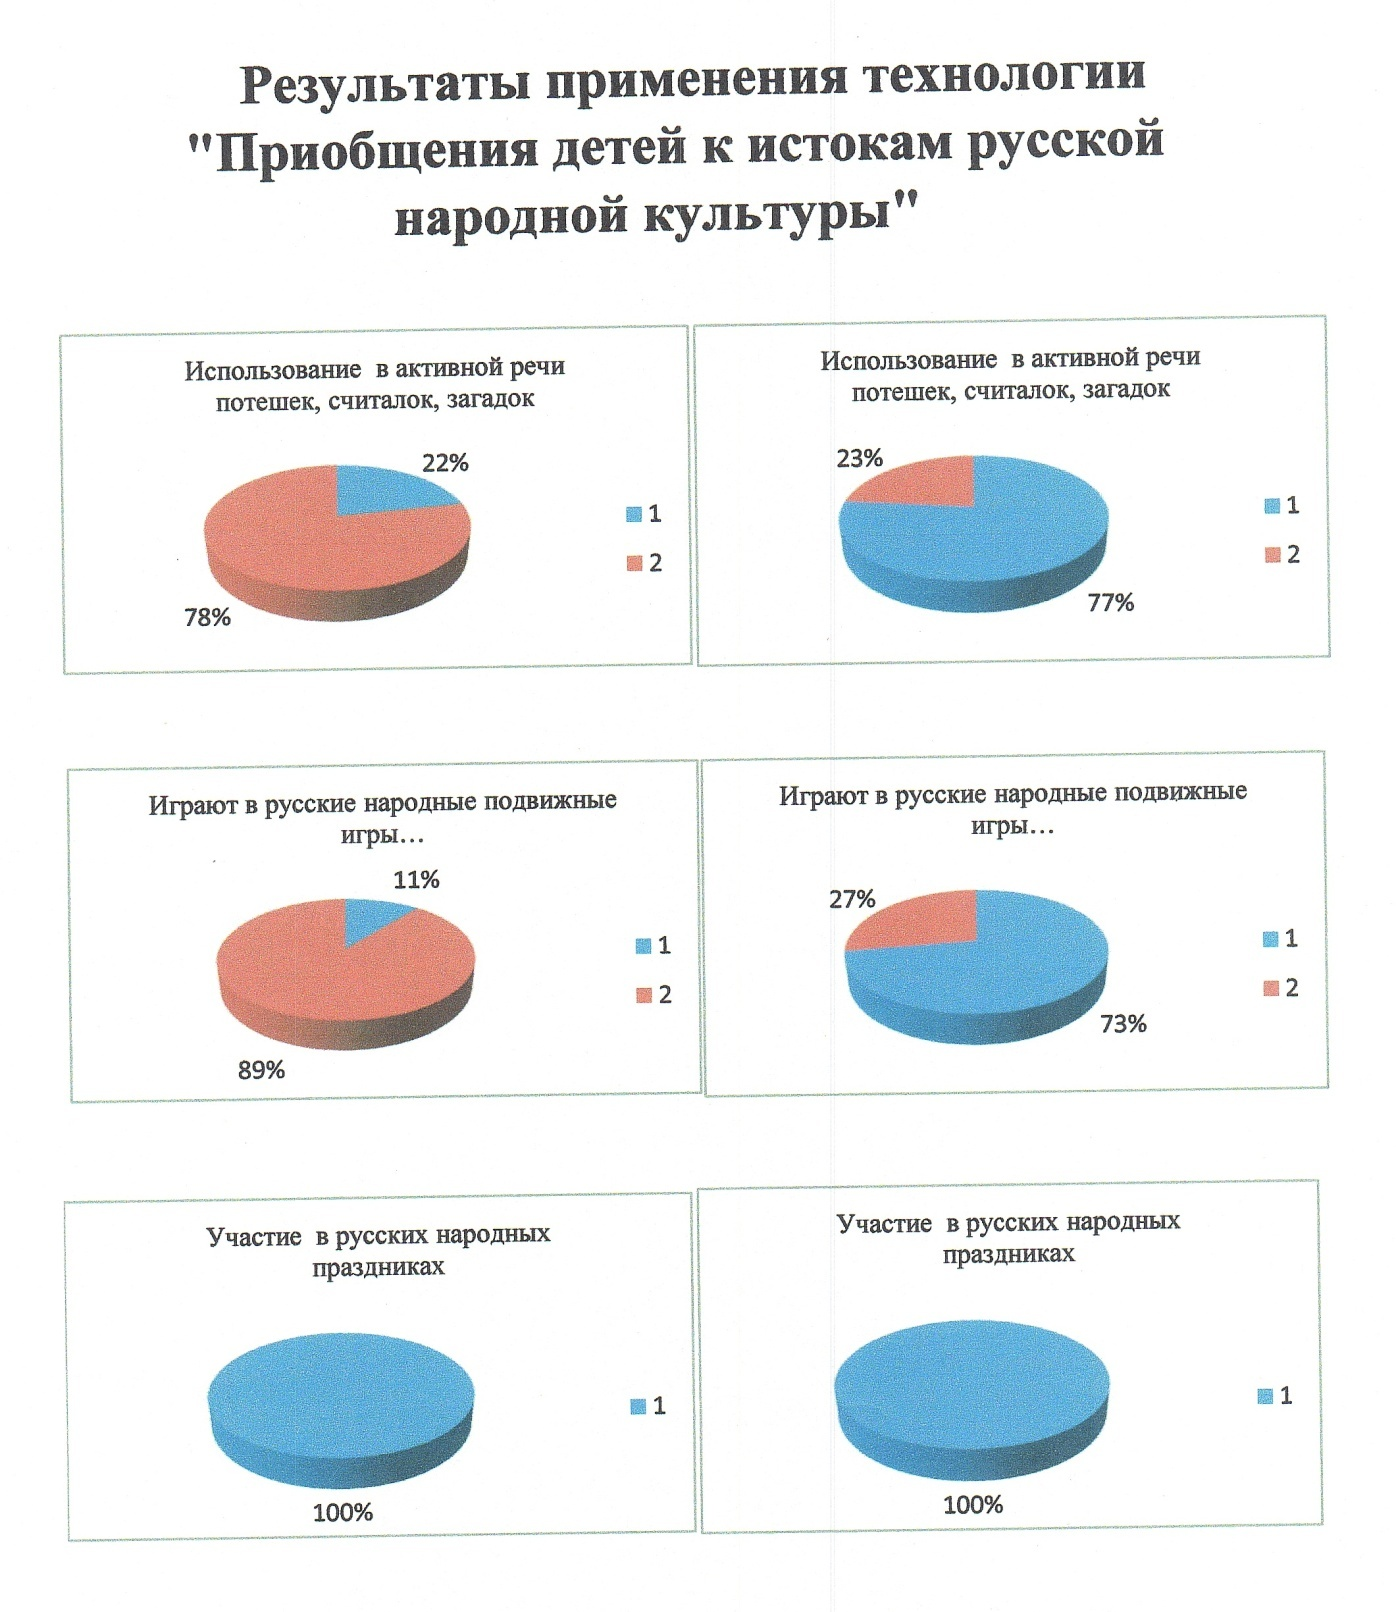 Результаты применения технологии
"Приобщения детей к истокам русской
народной культуры"
Использование в активной речи
потешек, считалок, загадок
22%
78%
1
2
Использование в активной речи
потешек, считалок, загадок
23%
77%
1
2
Играют в русские народные подвижные
игры...
11%
89%
1
2
Играют в русские народные подвижные
игры...
27%
73%
1
2
Участие в русских народных
праздниках
100%
1
Участие в русских народных
праздниках
100%
1